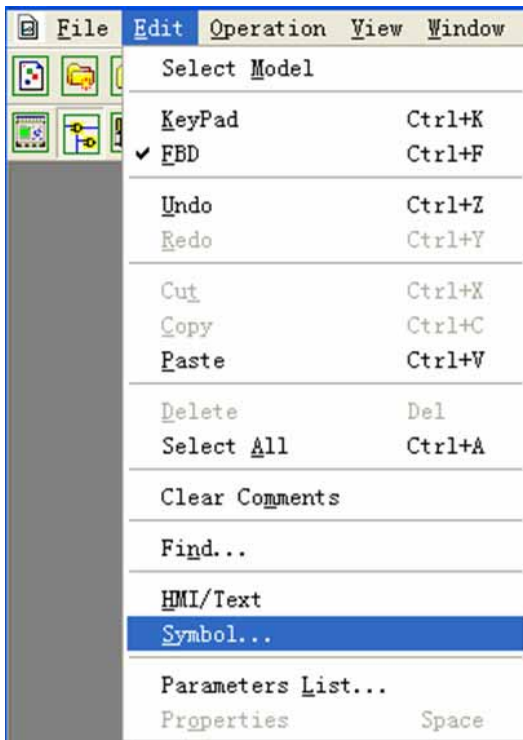 File Edit Operation View Window
Select Model
KeyPad Ctrl+K
✓ FBD Ctrl+F
Undo Ctrl+Z
Redo Ctrl+Y
Cut Ctrl+X
Copy Ctrl+C
Paste Ctrl+V
Delete Del
Select All Ctrl+A
Clear Comments
Find...
HMI/Text
Symbol...
Parameters List...
Properties Space